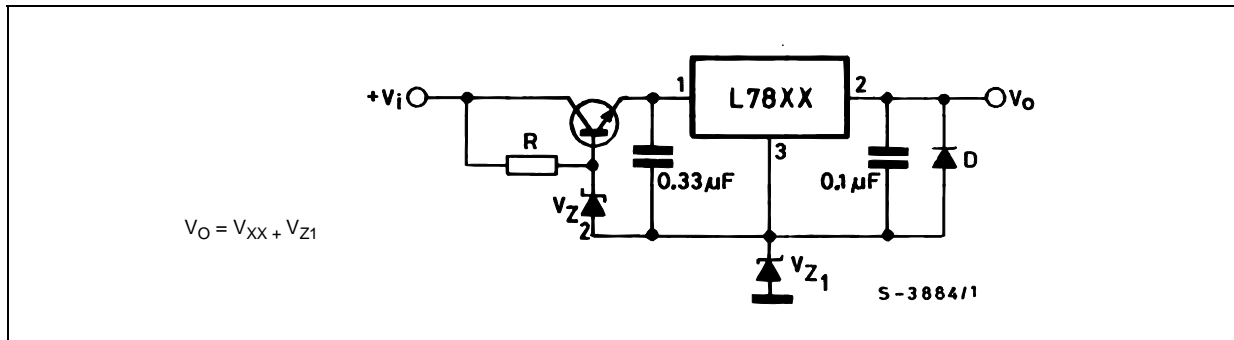 1 L78XX 2
+Vi Vo
R 3 D
0.33µF 0.1µF
VZ2
VO = VXX + VZ1
VZ1
S-3884/1